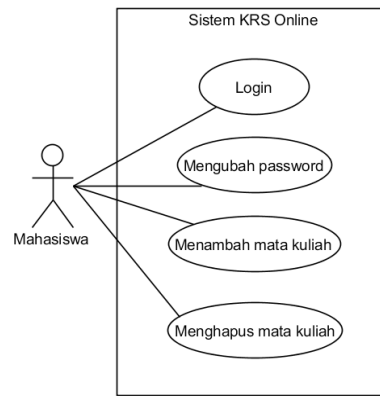 Sistem KRS Online
Login
Mengubah password
Mahasiswa
Menambah mata kuliah
Menghapus mata kuliah